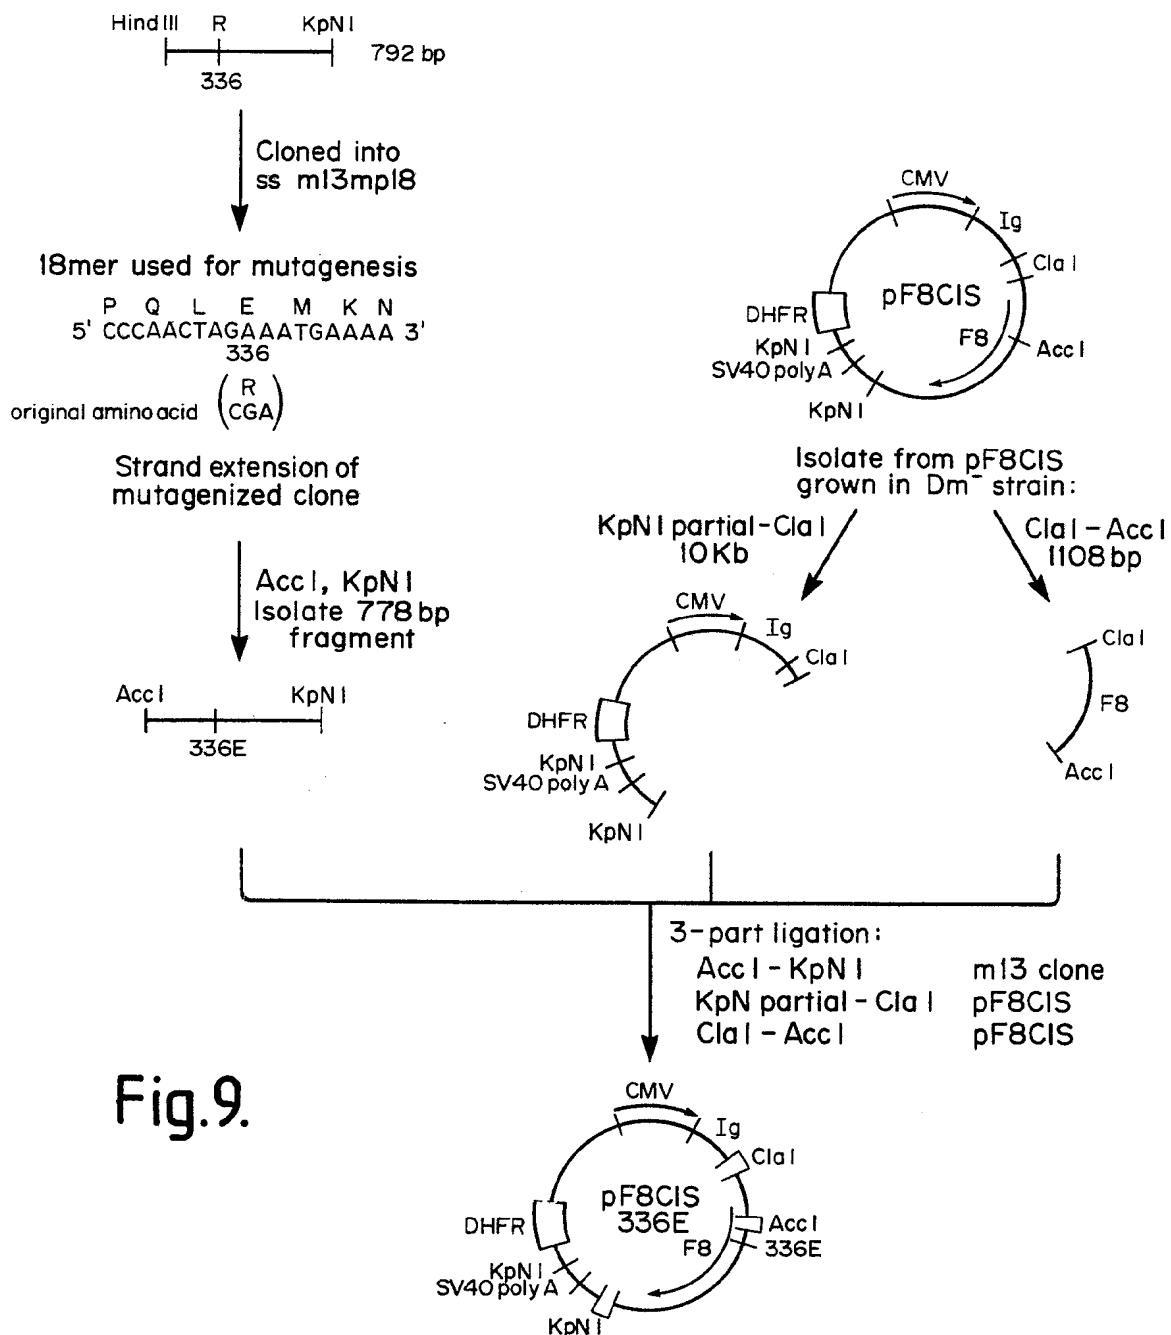 Hind III R KpN I
792 bp
336
Cloned into
ss m13mp18
18mer used for mutagenesis
P Q L E M K N
5' CCCAACTAGAAATGAAAA 3'
336
original amino acid (R CGA)
Strand extension of
mutagenized clone
Acc I, KpN I
Isolate 778 bp
fragment
Acc I KpN I
336E
CMV
Ig
Cla I
pF8CIS
DHFR
F8
Acc I
KpN I
SV40 poly A
KpN I
Isolate from pF8CIS
grown in Dm⁻ strain:
KpN I partial-Cla I
10 Kb
Cla I - Acc I
1108 bp
CMV
Ig
Cla I
DHFR
KpN I
SV40 poly A
KpN I
Cla I
F8
Acc I
3-part ligation:
Acc I - KpN I m13 clone
KpN partial - Cla I pF8CIS
Cla I - Acc I pF8CIS
Fig.9.
CMV
Ig
Cla I
pF8CIS
336E
DHFR
Acc I
F8
336E
KpN I
SV40 poly A
KpN I